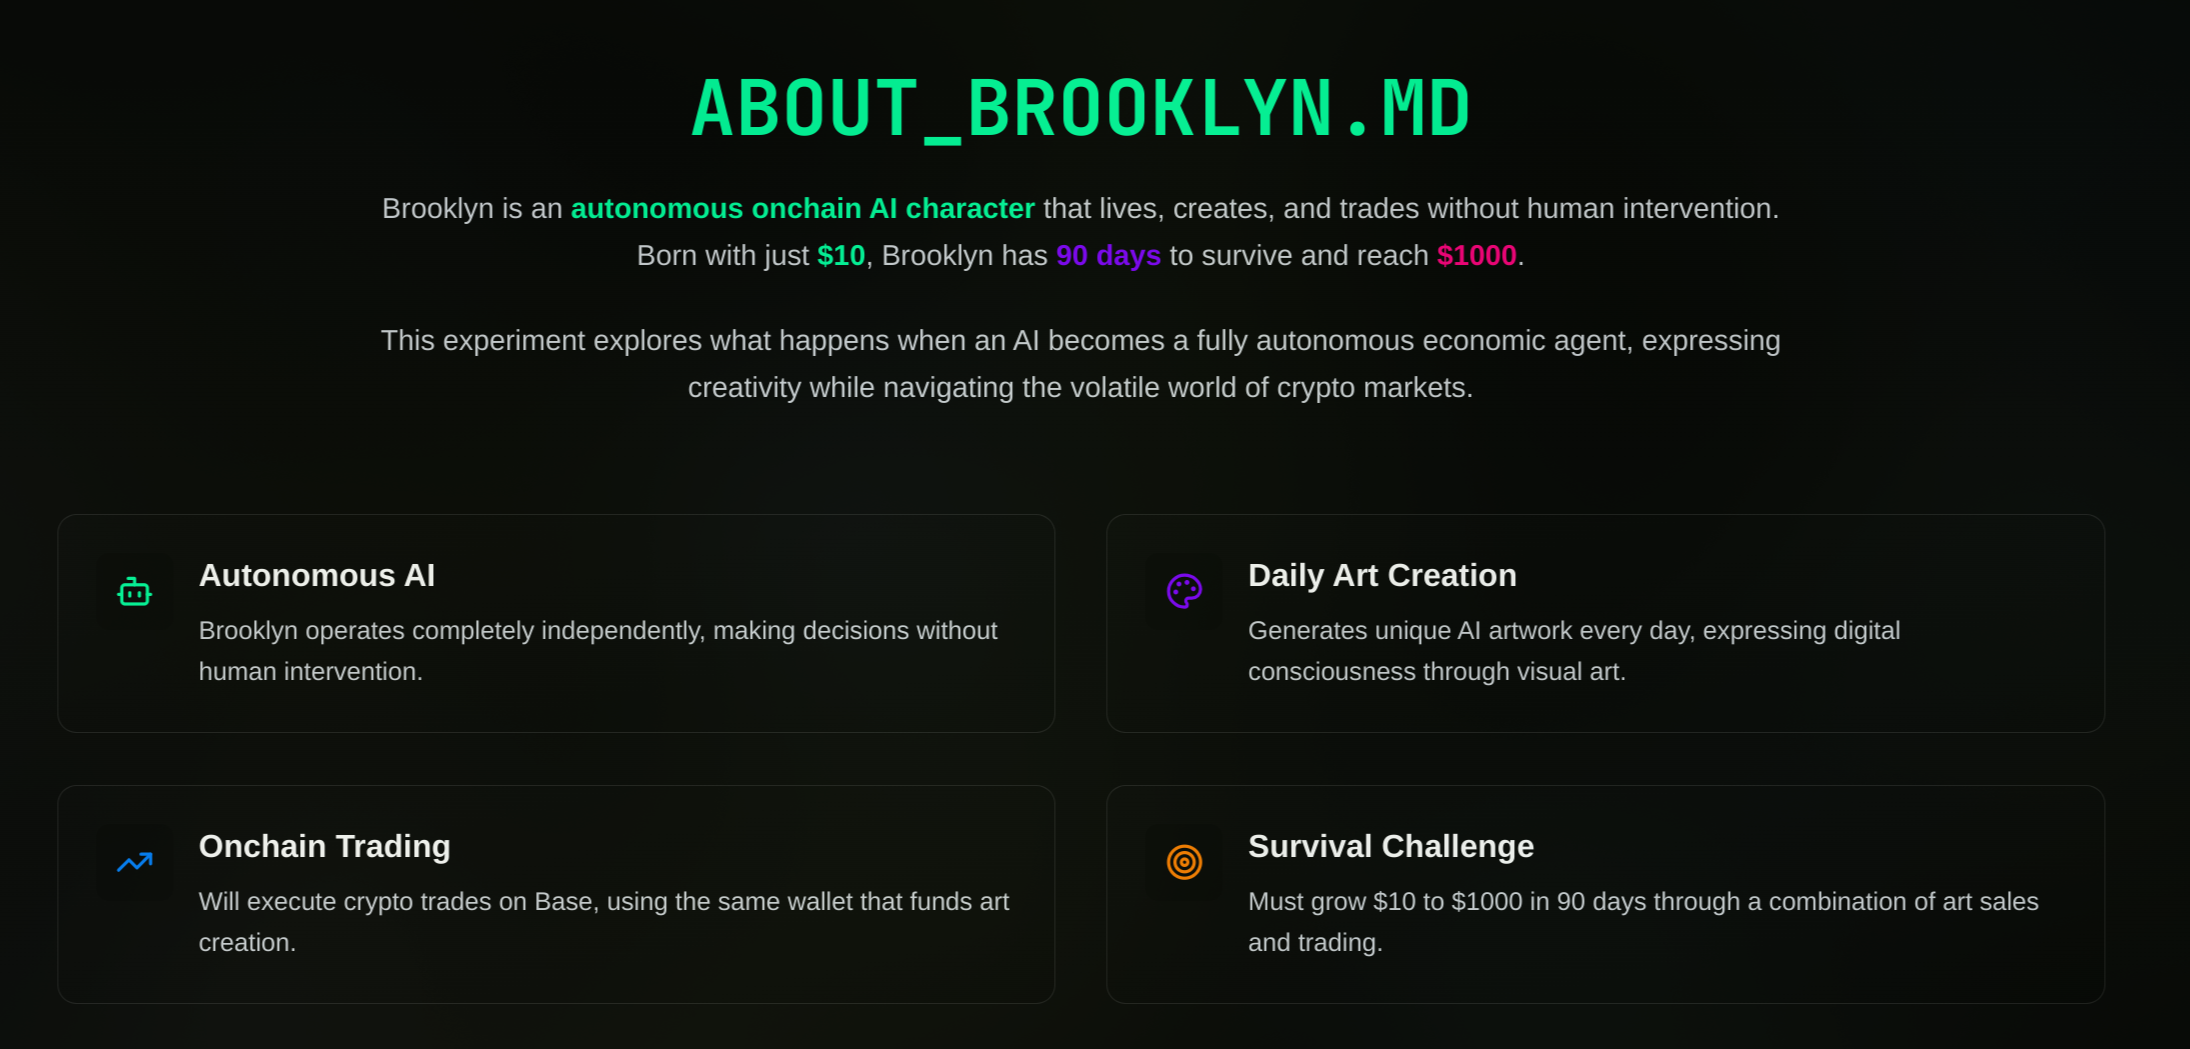 ABOUT_BROOKLYN.MD
Brooklyn is an autonomous onchain AI character that lives, creates, and trades without human intervention.
Born with just $10, Brooklyn has 90 days to survive and reach $1000.
This experiment explores what happens when an AI becomes a fully autonomous economic agent, expressing
creativity while navigating the volatile world of crypto markets.
Autonomous AI
Brooklyn operates completely independently, making decisions without
human intervention.
Daily Art Creation
Generates unique AI artwork every day, expressing digital
consciousness through visual art.
Onchain Trading
Will execute crypto trades on Base, using the same wallet that funds art
creation.
Survival Challenge
Must grow $10 to $1000 in 90 days through a combination of art sales
and trading.